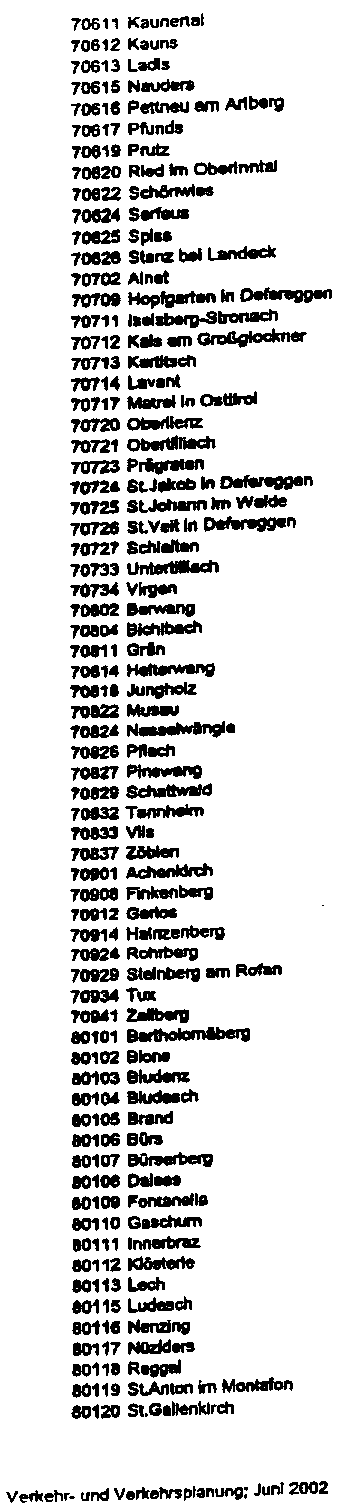 70611 Kaunertal
70612 Kauns
70613 Ladis
70615 Nauders
70616 Pettneu am Arlberg
70617 Pfunds
70619 Prutz
70620 Ried im Oberinntal
70622 Schönwies
70624 Serfaus
70625 Spiss
70626 Stanz bei Landeck
70702 Ainet
70709 Hopfgarten in Defereggen
70711 Iselsberg-Stronach
70712 Kals am Großglockner
70713 Kartitsch
70714 Lavant
70717 Matrei in Osttirol
70720 Oberlienz
70721 Obertilliach
70723 Prägraten
70724 St.Jakob in Defereggen
70725 St.Johann im Walde
70726 St.Veit in Defereggen
70727 Schlaiten
70733 Untertilliach
70734 Virgen
70802 Berwang
70804 Bichlbach
70811 Grän
70814 Heiterwang
70818 Jungholz
70822 Musau
70824 Nesselwängle
70826 Pflach
70827 Pinswang
70829 Schattwald
70832 Tannheim
70833 Vils
70837 Zöblen
70901 Achenkirch
70908 Finkenberg
70912 Gerlos
70914 Hainzenberg
70924 Rohrberg
70929 Steinberg am Rofan
70934 Tux
70941 Zellberg
80101 Bartholomäberg
80102 Blons
80103 Bludenz
80104 Bludesch
80105 Brand
80106 Bürs
80107 Bürserberg
80108 Dalaas
80109 Fontanella
80110 Gaschurn
80111 Innerbraz
80112 Klösterle
80113 Lech
80115 Ludesch
80116 Nenzing
80117 Nüziders
80118 Raggal
80119 St.Anton im Montafon
80120 St.Gallenkirch
Verkehr- und Verkehrsplanung; Juni 2002